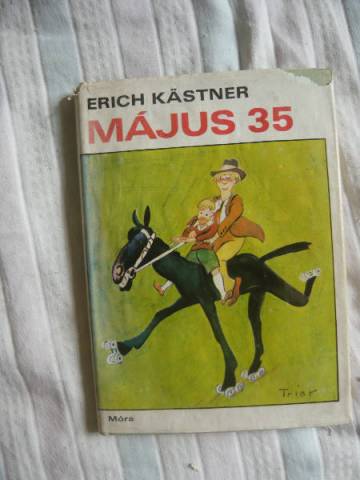 ERICH KÄSTNER
MÁJUS 35
Trier
Móra